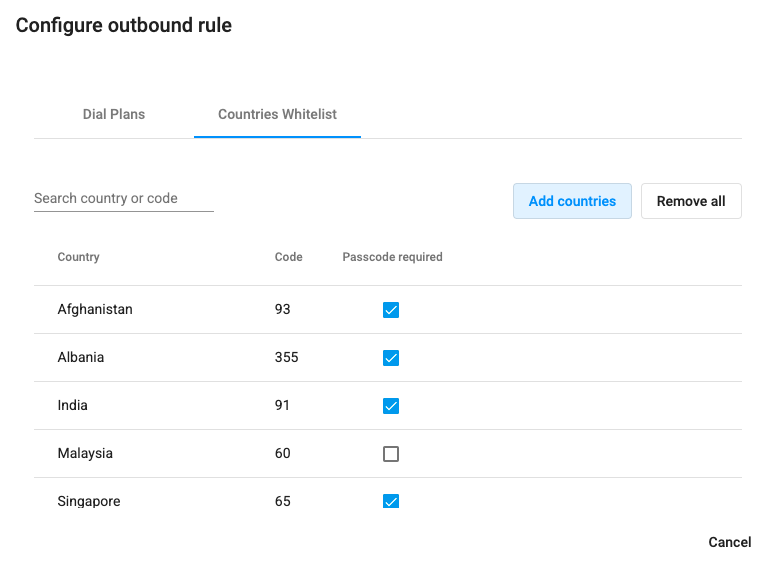 Configure outbound rule
Dial Plans Countries Whitelist
Search country or code Add countries Remove all
Country Code Passcode required
Afghanistan 93
Albania 355
India 91
Malaysia 60
Singapore 65
Cancel